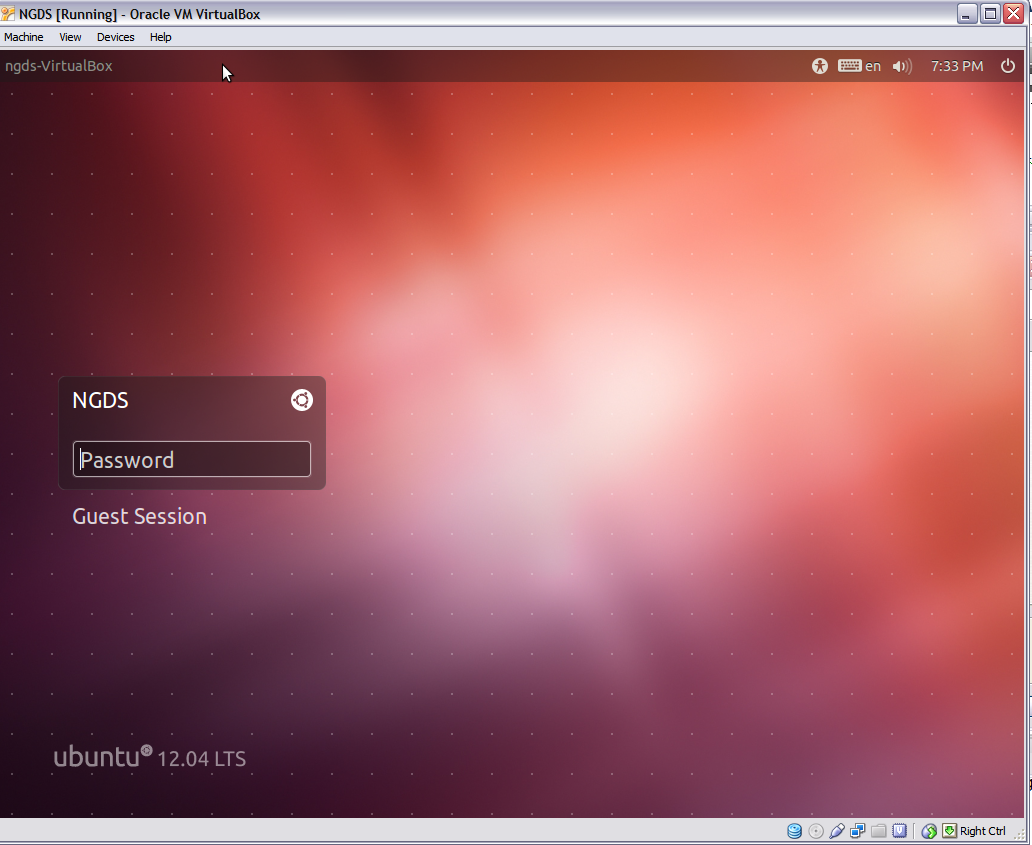 NGDS [Running] - Oracle VM VirtualBox
Machine View Devices Help
ngds-VirtualBox en 7:33 PM
NGDS
Password
Guest Session
ubuntu 12.04 LTS
Right Ctrl